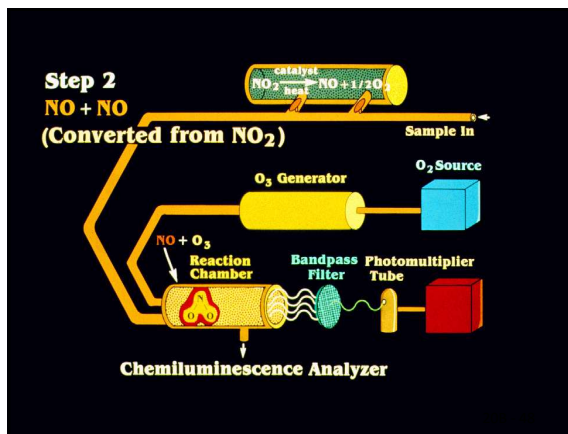 Step 2
NO + NO
(Converted from NO2)
catalyst
NO2 → NO + 1/2O2
heat
Sample In
O2 Source
O3 Generator
NO + O3
Reaction
Chamber
Bandpass
Filter
Photomultiplier
Tube
N
O O
Chemiluminescence Analyzer